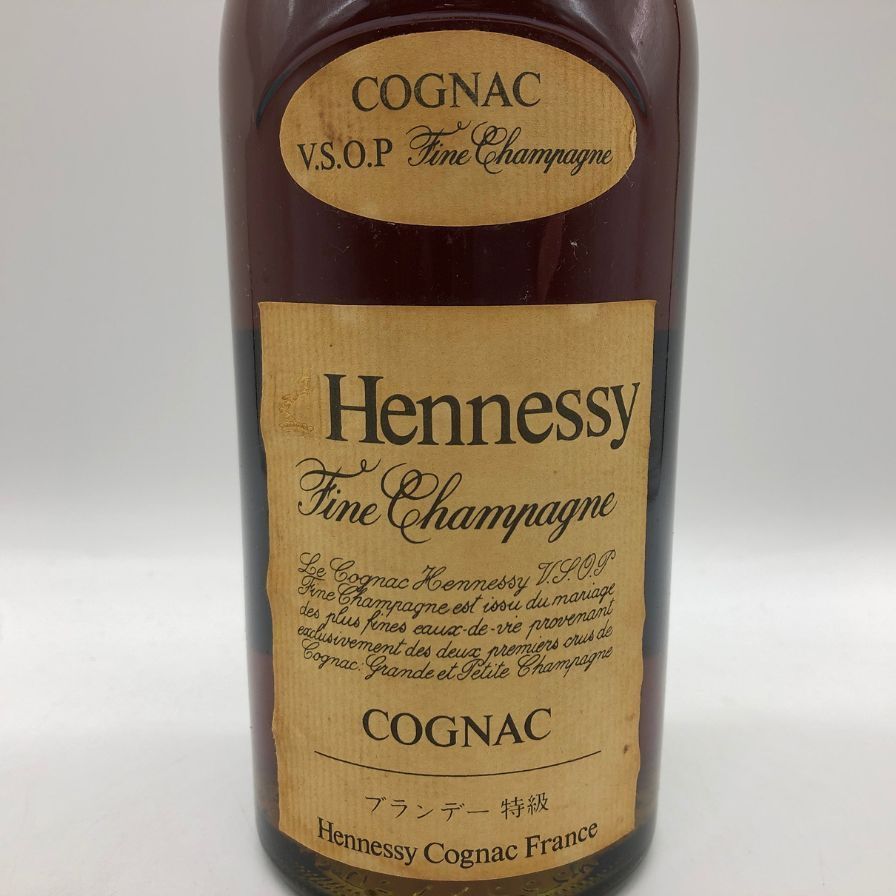 COGNAC
V.S.O.P Fine Champagne
Hennessy
Fine Champagne
Le Cognac Hennessy V.S.O.P
Fine Champagne est issu du mariage
des plus fines eaux-de-vie provenant
exclusivement des deux premiers crus de
Cognac: Grande et Petite Champagne
COGNAC
ブランデー 特級
Hennessy Cognac France